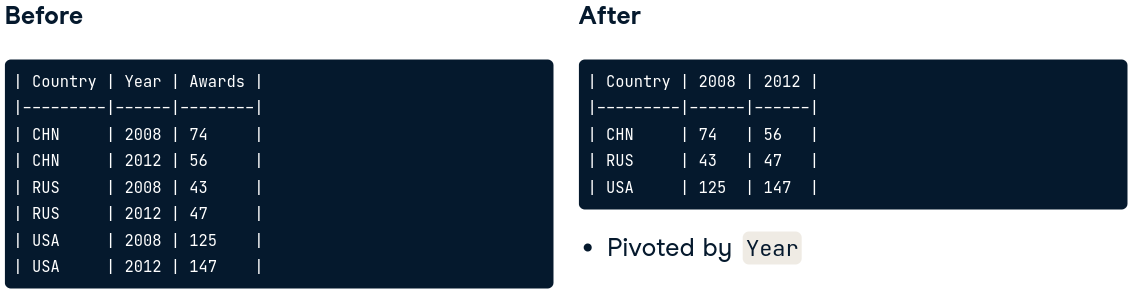 Before
| Country | Year | Awards |
|---------|------|--------|
| CHN     | 2008 | 74     |
| CHN     | 2012 | 56     |
| RUS     | 2008 | 43     |
| RUS     | 2012 | 47     |
| USA     | 2008 | 125    |
| USA     | 2012 | 147    |
After
| Country | 2008 | 2012 |
|---------|------|------|
| CHN     | 74   | 56   |
| RUS     | 43   | 47   |
| USA     | 125  | 147  |
• Pivoted by Year